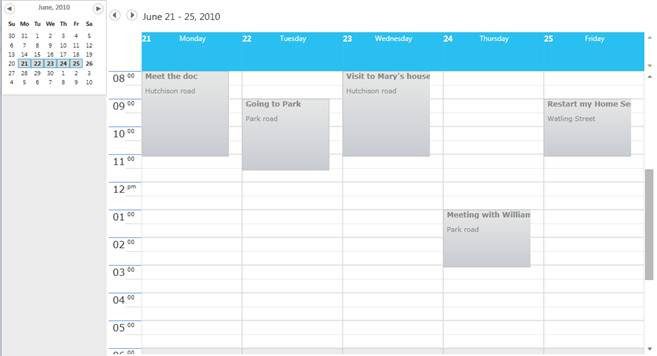 June, 2010
Su Mo Tu We Th Fr Sa
30 31 1 2 3 4 5
6 7 8 9 10 11 12
13 14 15 16 17 18 19
20 21 22 23 24 25 26
27 28 29 30 1 2 3
4 5 6 7 8 9 10
June 21 - 25, 2010
21 Monday 22 Tuesday 23 Wednesday 24 Thursday 25 Friday
08 00
Meet the doc
Hutchison road
Visit to Mary's house
Hutchison road
09 00
Going to Park
Park road
Restart my Home Se
Watling Street
10 00
11 00
12 pm
01 00
Meeting with William
Park road
02 00
03 00
04 00
05 00
06 00